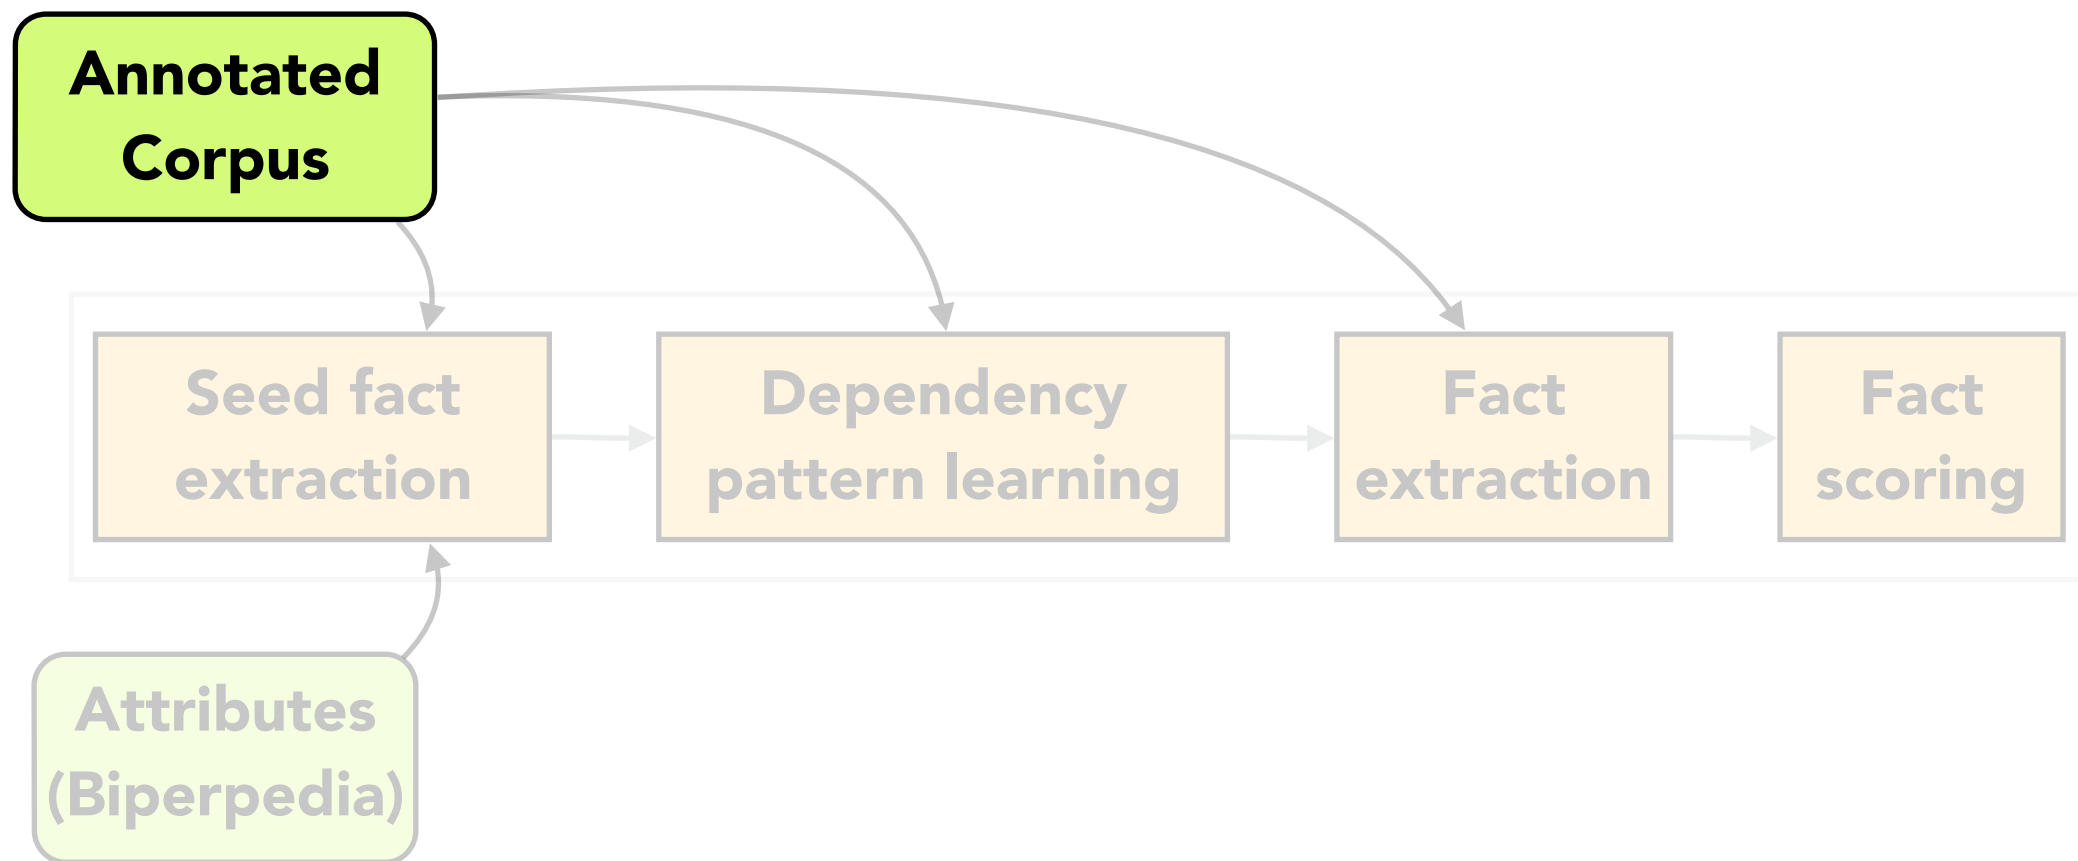 Annotated
Corpus
Seed fact
extraction
Dependency
pattern learning
Fact
extraction
Fact
scoring
Attributes
(Biperpedia)